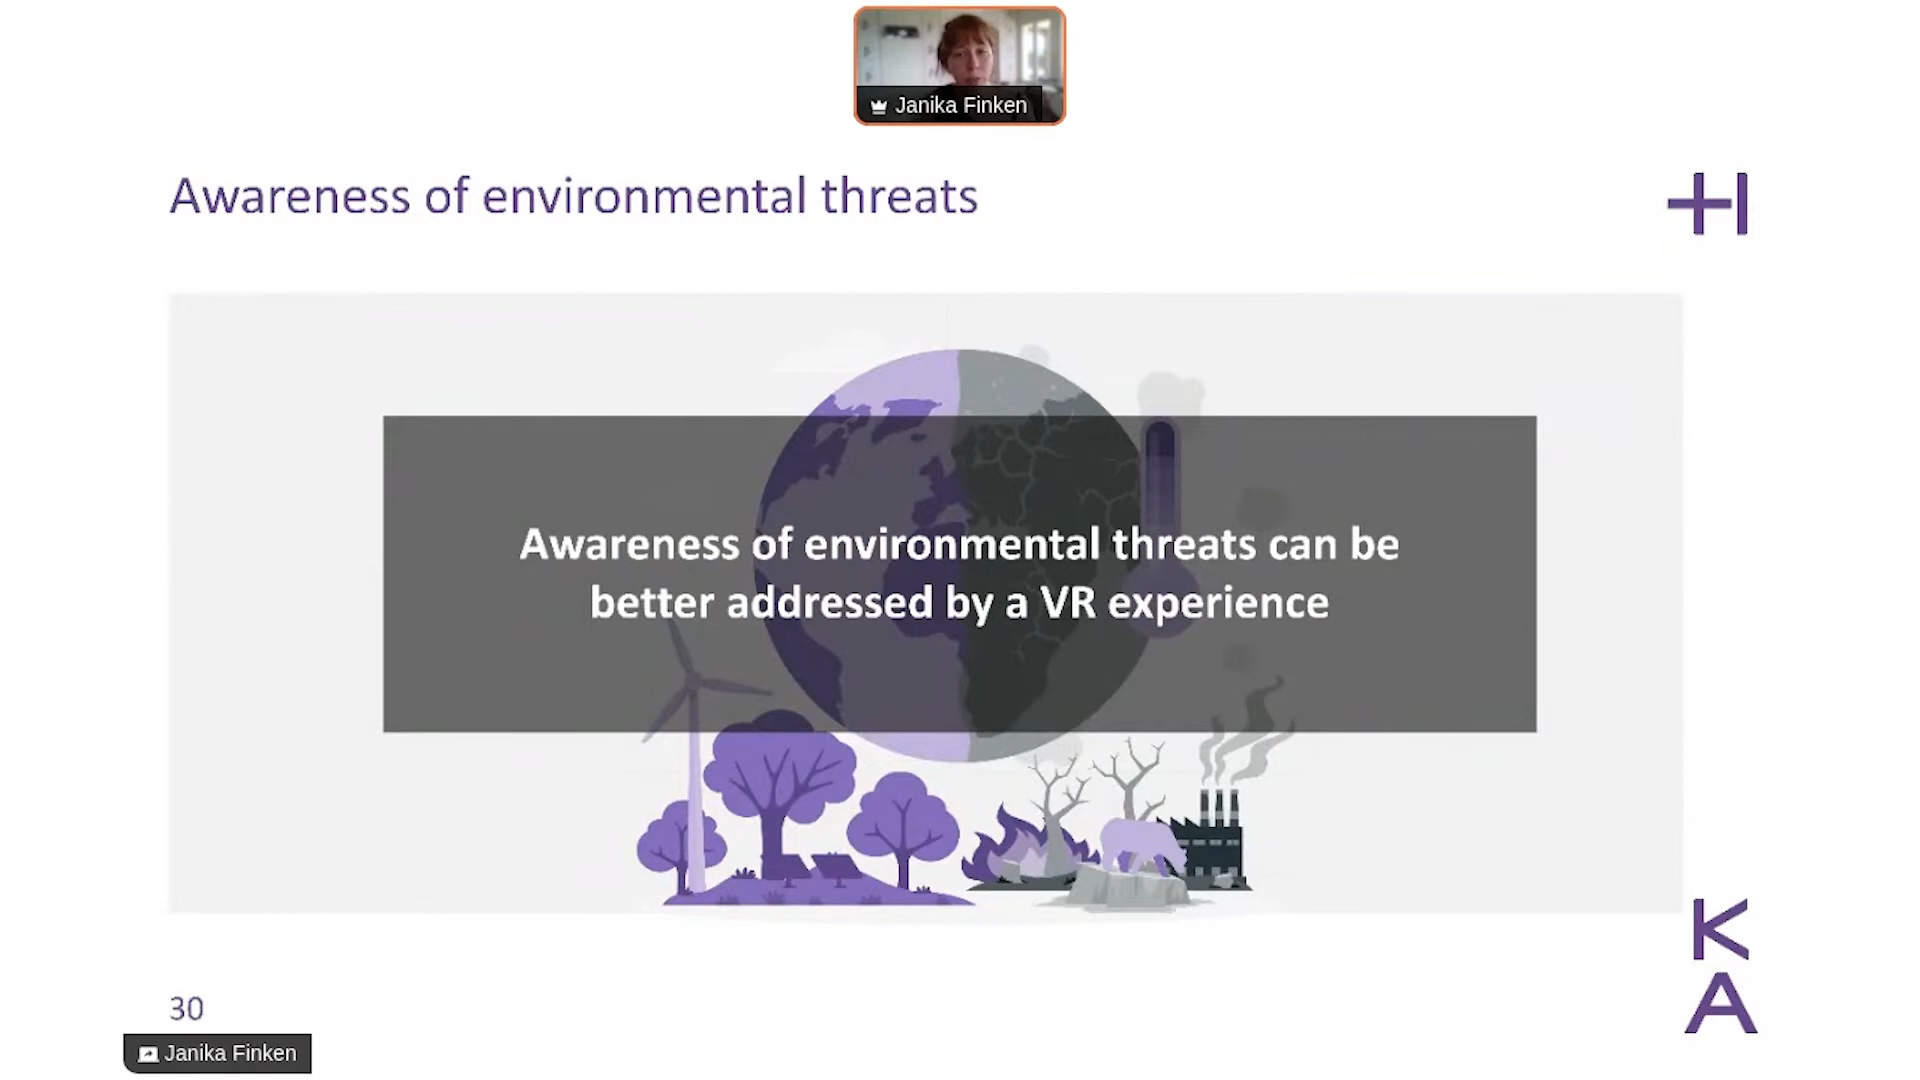 Janika Finken
Awareness of environmental threats
H
Awareness of environmental threats can be
better addressed by a VR experience
K
A
30
Janika Finken